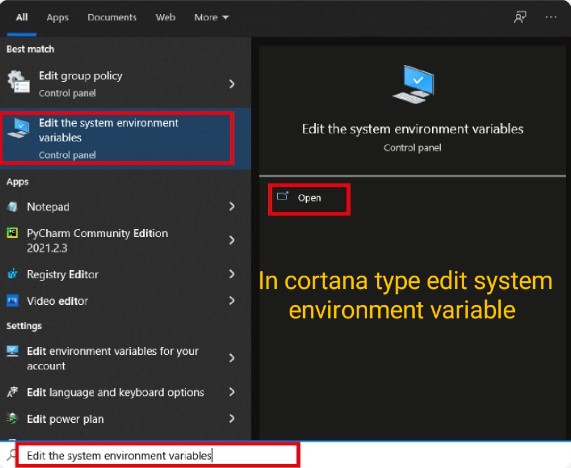 All Apps Documents Web More
Best match
Edit group policy
Control panel
Edit the system environment
variables
Control panel
Apps
Notepad
PyCharm Community Edition
2021.2.3
Registry Editor
Video editor
Settings
Edit environment variables for your
account
Edit language and keyboard options
Edit power plan
Edit the system environment variables
Edit the system environment variables
Control panel
Open
In cortana type edit system
environment variable